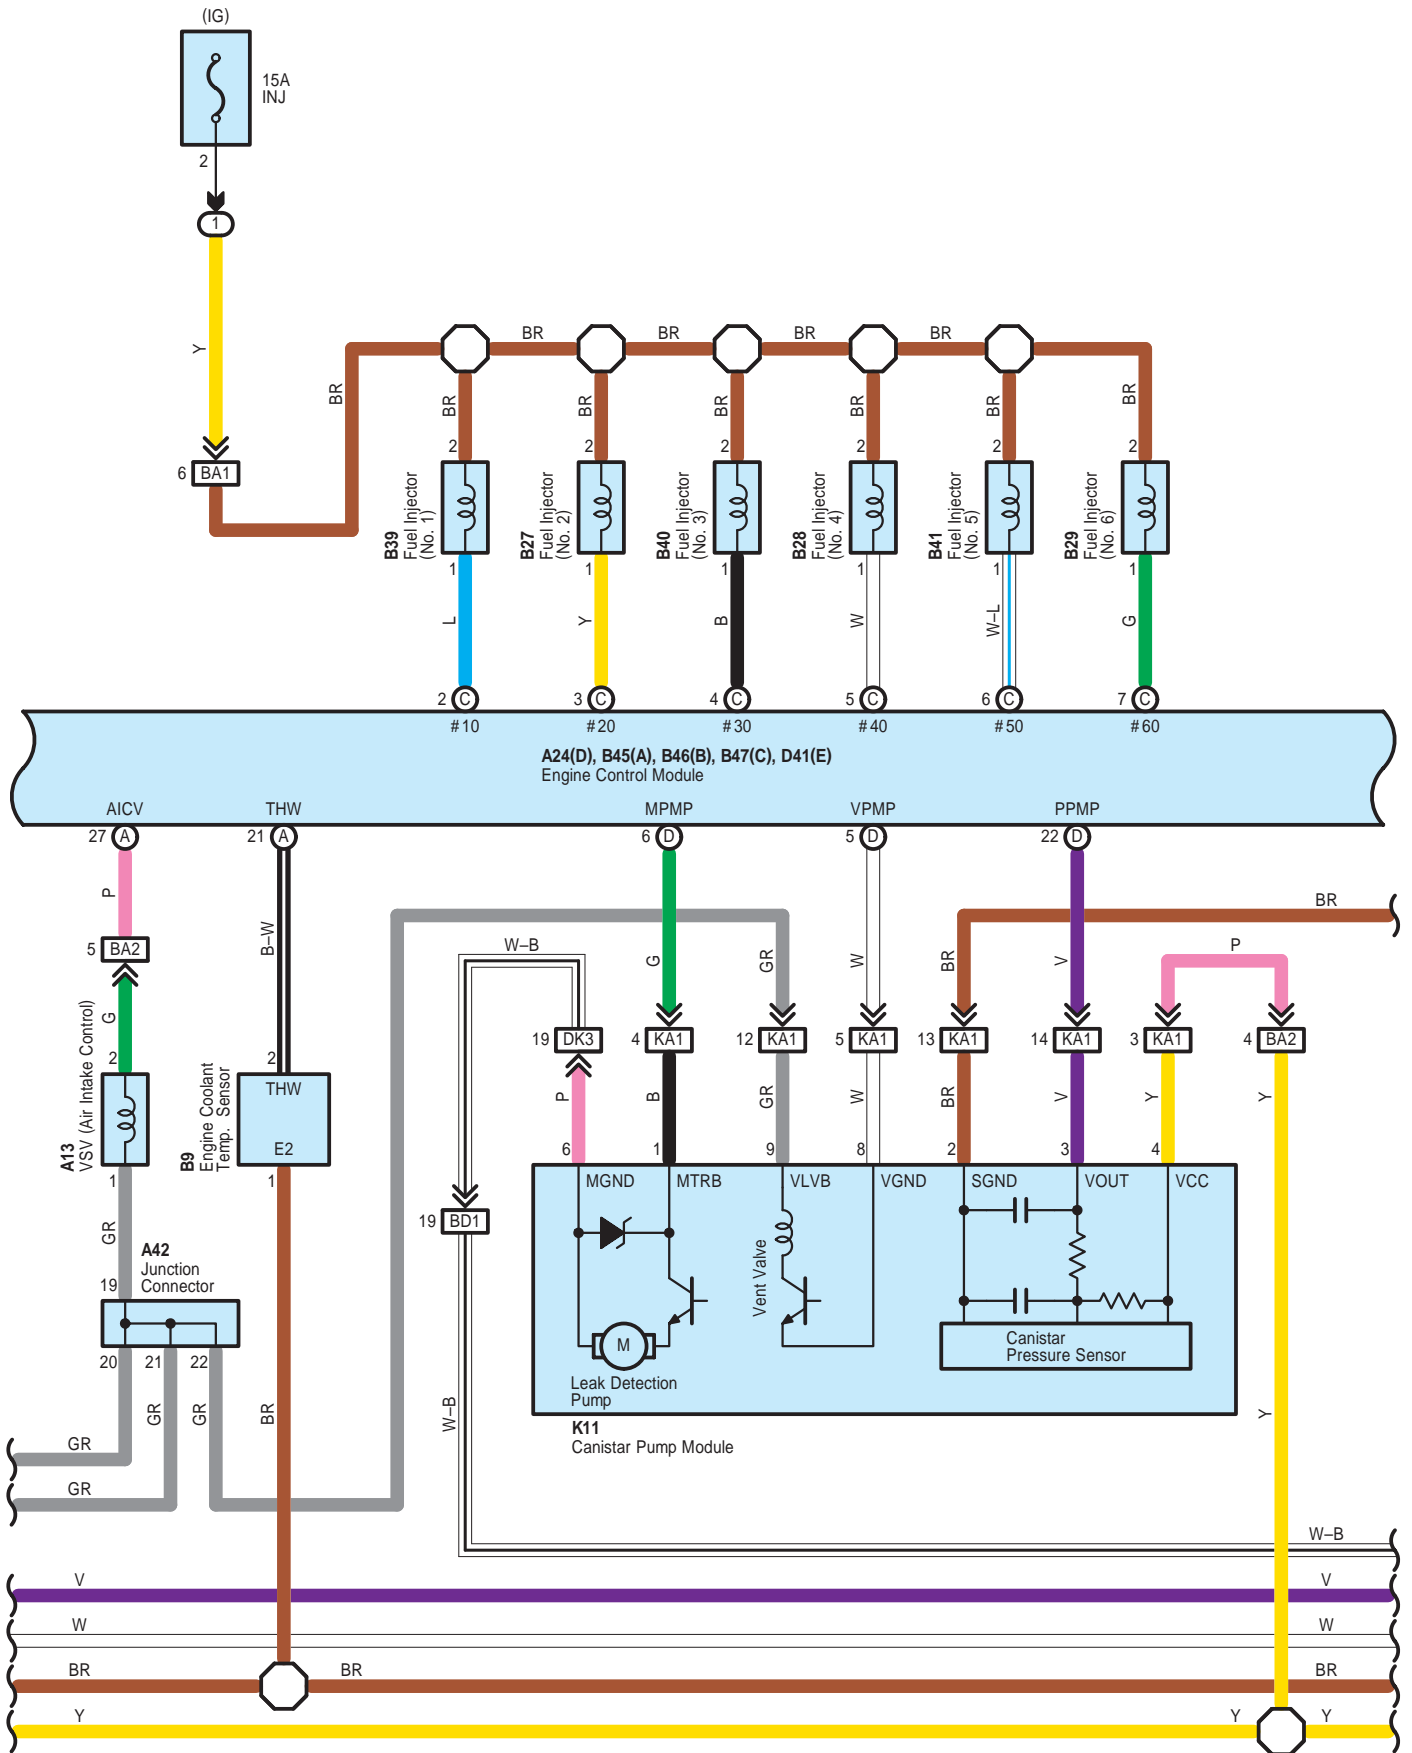 (IG)
15A
INJ
2
1
Y
6 BA1
BR
BR BR BR BR
BR BR BR BR BR BR
2 2 2 2 2 2
B39
Fuel Injector
(No. 1)
B27
Fuel Injector
(No. 2)
B40
Fuel Injector
(No. 3)
B28
Fuel Injector
(No. 4)
B41
Fuel Injector
(No. 5)
B29
Fuel Injector
(No. 6)
1 1 1 1 1 1
L Y B W W–L G
2 C 3 C 4 C 5 C 6 C 7 C
#10 #20 #30 #40 #50 #60
A24(D), B45(A), B46(B), B47(C), D41(E)
Engine Control Module
AICV THW MPMP VPMP PPMP
27 A 21 A 6 D 5 D 22 D
P B–W G GR W BR V
BR
W–B
P
5 BA2
G
19 DK3 4 KA1 12 KA1 5 KA1 13 KA1 14 KA1 3 KA1 4 BA2
P B GR W BR V Y Y
2 2
A13
VSV (Air Intake Control)
B9
Engine Coolant
Temp. Sensor
THW
E2
1 1
6 1 9 8 2 3 4
MGND MTRB VLVB VGND SGND VOUT VCC
19 BD1
Vent Valve
GR
A42
Junction
Connector
19
20 21 22
M
Leak Detection
Pump
Canistar
Pressure Sensor
K11
Canistar Pump Module
GR GR BR W–B Y
GR
GR
W–B
V V
W W
BR BR BR
Y Y Y